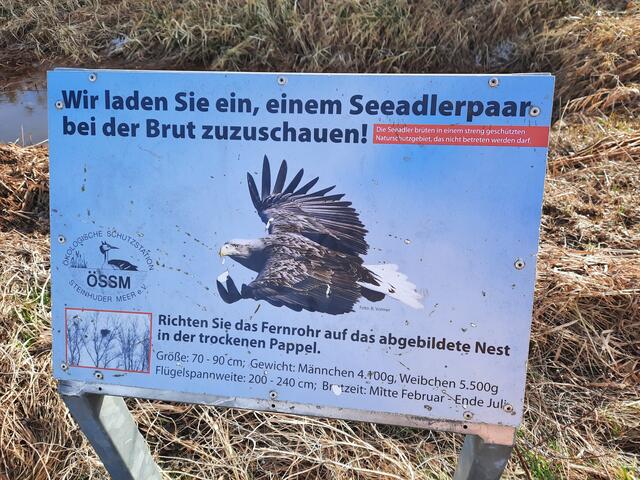 Wir laden Sie ein, einem Seeadlerpaar
bei der Brut zuzuschauen!
Die Seeadler brüten in einem streng geschützten
Naturschutzgebiet, das nicht betreten werden darf.
ÖKOLOGISCHE SCHUTZSTATION
ÖSSM
STEINHUDER MEER e.V.
Foto: B. Volmer
Richten Sie das Fernrohr auf das abgebildete Nest
in der trockenen Pappel.
Größe: 70 - 90 cm; Gewicht: Männchen 4.100g, Weibchen 5.500g
Flügelspannweite: 200 - 240 cm; Brutzeit: Mitte Februar - Ende Juli